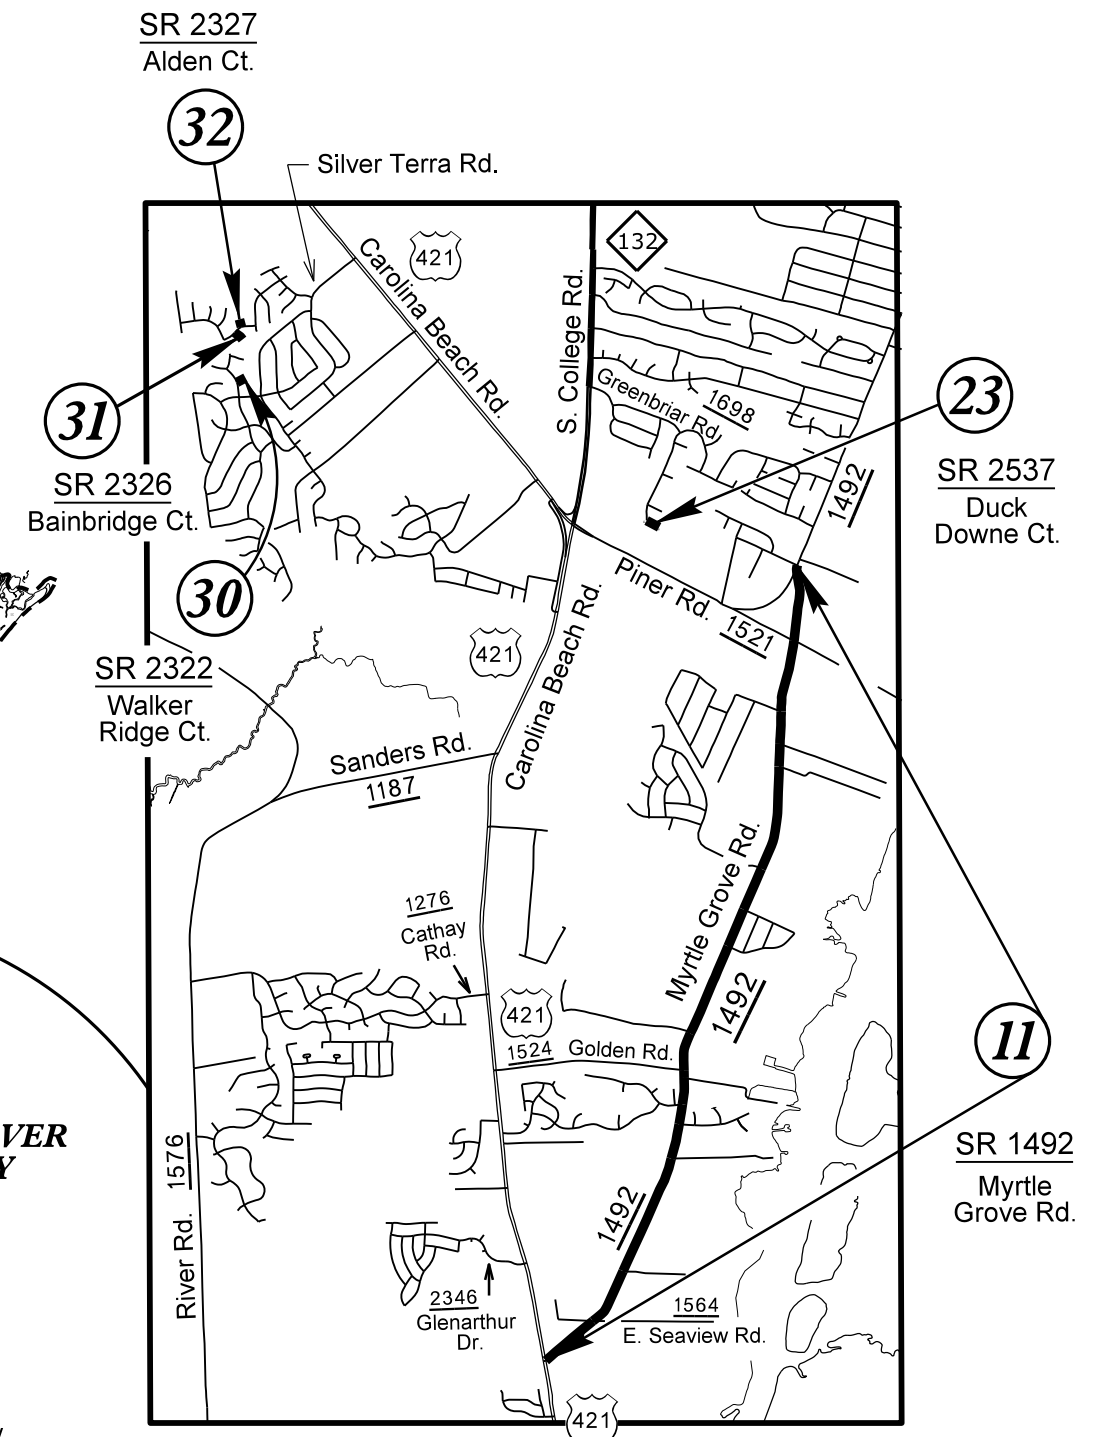 SR 2327
Alden Ct.
32
Silver Terra Rd.
421
132
Carolina Beach Rd.
S. College Rd.
Greenbriar Rd.
1698
23
SR 2537
Duck
Downe Ct.
31
SR 2326
Bainbridge Ct.
1492
30
SR 2322
Walker
Ridge Ct.
Piner Rd.
1521
421
Carolina Beach Rd.
Sanders Rd.
1187
Myrtle Grove Rd.
1492
1276
Cathay
Rd.
421
1524
Golden Rd.
11
SR 1492
Myrtle
Grove Rd.
VER
Y
River Rd.
1576
1492
2346
Glenarthur
Dr.
1564
E. Seaview Rd.
421